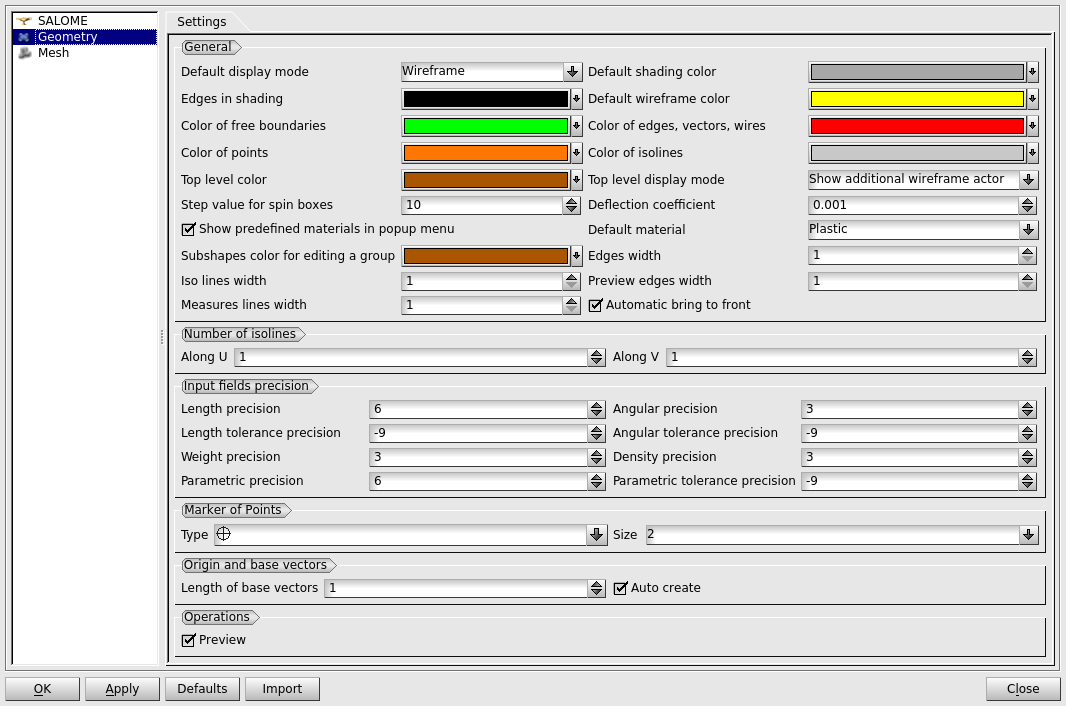 SALOME
Geometry
Mesh
Settings
General
Default display mode Wireframe Default shading color
Edges in shading Default wireframe color
Color of free boundaries Color of edges, vectors, wires
Color of points Color of isolines
Top level color Top level display mode Show additional wireframe actor
Step value for spin boxes 10 Deflection coefficient 0.001
Show predefined materials in popup menu Default material Plastic
Subshapes color for editing a group Edges width 1
Iso lines width 1 Preview edges width 1
Measures lines width 1 Automatic bring to front
Number of isolines
Along U 1 Along V 1
Input fields precision
Length precision 6 Angular precision 3
Length tolerance precision -9 Angular tolerance precision -9
Weight precision 3 Density precision 3
Parametric precision 6 Parametric tolerance precision -9
Marker of Points
Type Size 2
Origin and base vectors
Length of base vectors 1 Auto create
Operations
Preview
OK Apply Defaults Import Close